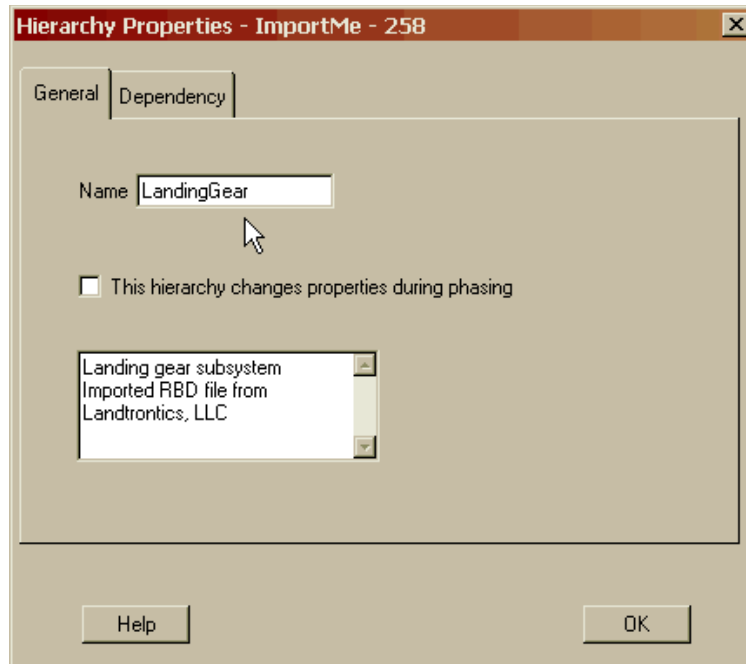 Hierarchy Properties - ImportMe - 258
General
Dependency
Name LandingGear
This hierarchy changes properties during phasing
Landing gear subsystem
Imported RBD file from
Landtronics, LLC
Help
OK